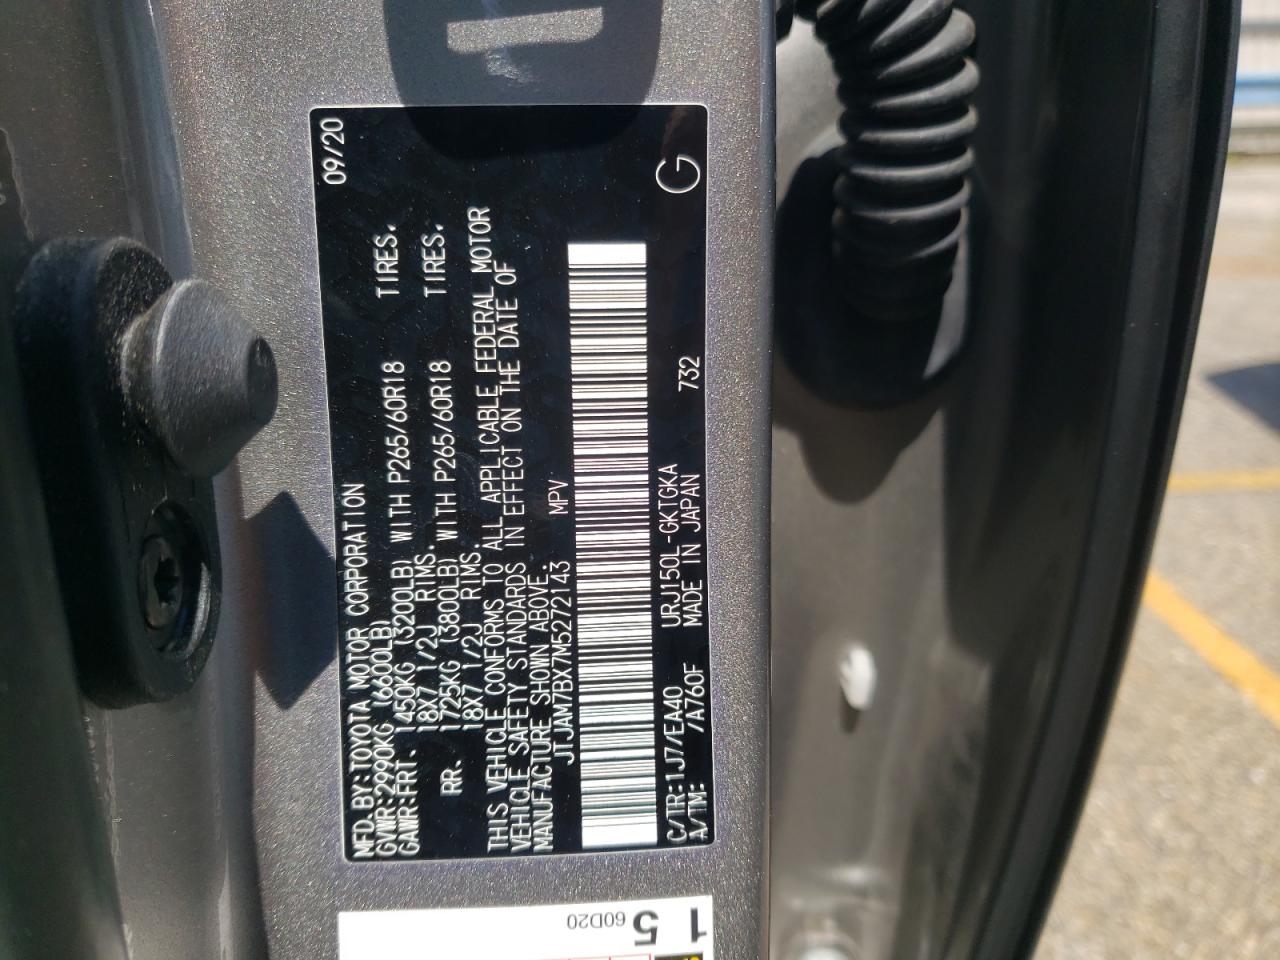 MFD.BY:TOYOTA MOTOR CORPORATION 09/20
GVWR:2990KG (6600LB)
GAWR:FRT. 1450KG (3200LB) WITH P265/60R18 TIRES.
18X7 1/2J RIMS.
RR. 1725KG (3800LB) WITH P265/60R18 TIRES.
18X7 1/2J RIMS.
THIS VEHICLE CONFORMS TO ALL APPLICABLE FEDERAL MOTOR
VEHICLE SAFETY STANDARDS IN EFFECT ON THE DATE OF
MANUFACTURE SHOWN ABOVE.
JTJAM7BX7M5272143 MPV
C/TR:1J7/EA40 URJ150L-GKTGKA 732
A/TM: /A760F MADE IN JAPAN
G
15
60D20